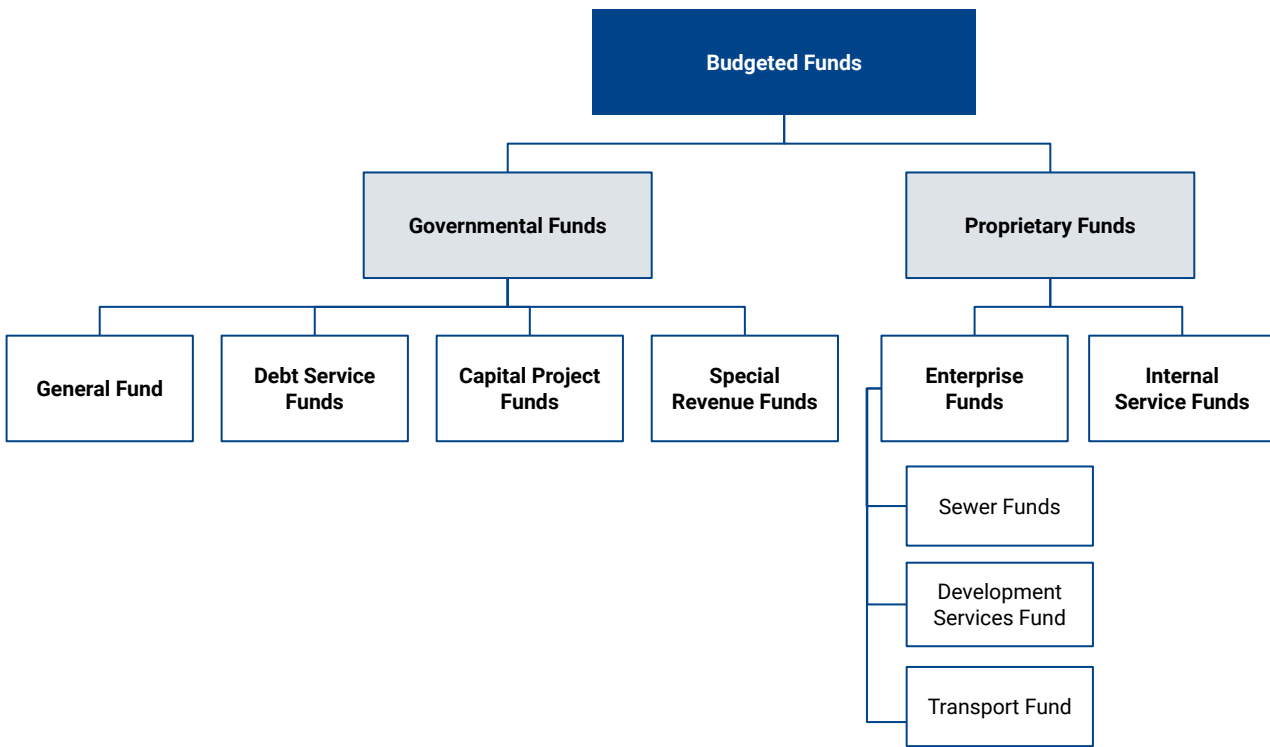 Budgeted Funds
Governmental Funds
Proprietary Funds
General Fund
Debt Service
Funds
Capital Project
Funds
Special
Revenue Funds
Enterprise
Funds
Internal
Service Funds
Sewer Funds
Development
Services Fund
Transport Fund